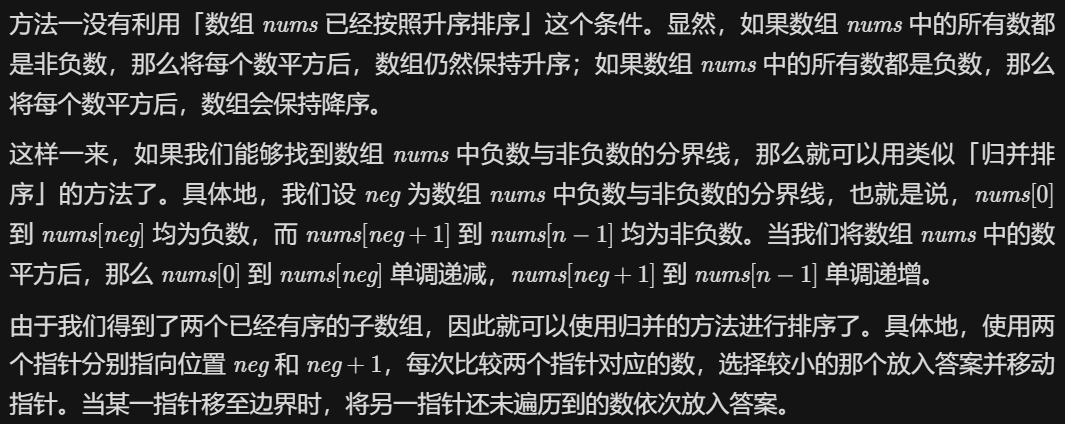 方法一没有利用「数组 nums 已经按照升序排序」这个条件。显然，如果数组 nums 中的所有数都
是非负数，那么将每个数平方后，数组仍然保持升序；如果数组 nums 中的所有数都是负数，那么
将每个数平方后，数组会保持降序。
这样一来，如果我们能够找到数组 nums 中负数与非负数的分界线，那么就可以用类似「归并排
序」的方法了。具体地，我们设 neg 为数组 nums 中负数与非负数的分界线，也就是说，nums[0]
到 nums[neg] 均为负数，而 nums[neg + 1] 到 nums[n − 1] 均为非负数。当我们将数组 nums 中的数
平方后，那么 nums[0] 到 nums[neg] 单调递减，nums[neg + 1] 到 nums[n − 1] 单调递增。
由于我们得到了两个已经有序的子数组，因此就可以使用归并的方法进行排序了。具体地，使用两
个指针分别指向位置 neg 和 neg + 1，每次比较两个指针对应的数，选择较小的那个放入答案并移动
指针。当某一指针移至边界时，将另一指针还未遍历到的数依次放入答案。